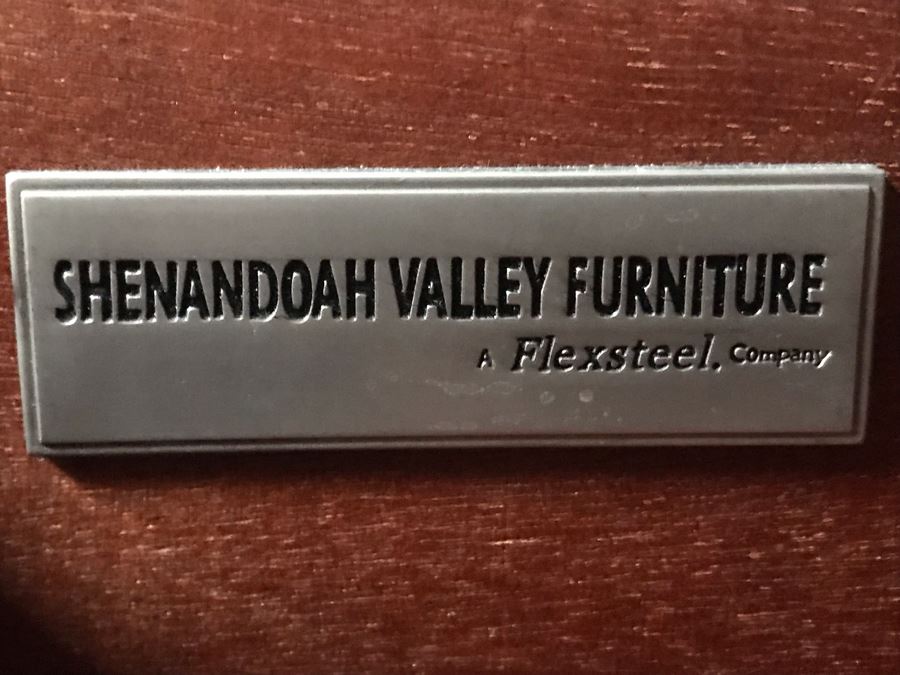 SHENANDOAH VALLEY FURNITURE
A Flexsteel. Company